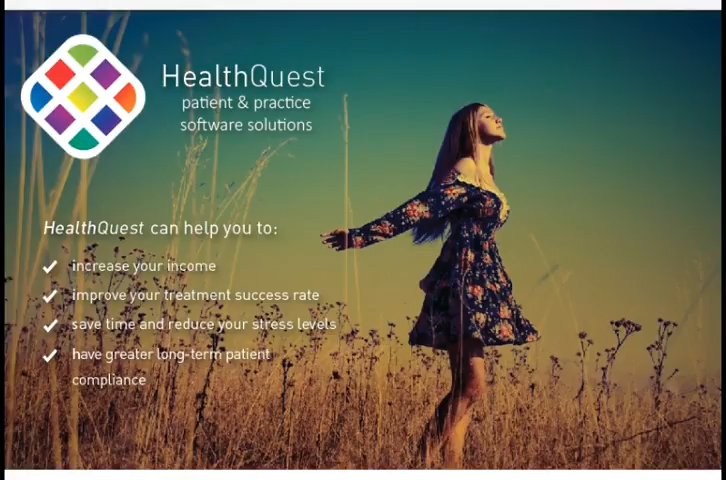 HealthQuest
patient & practice
software solutions
HealthQuest can help you to:
increase your income
improve your treatment success rate
save time and reduce your stress levels
have greater long-term patient
compliance